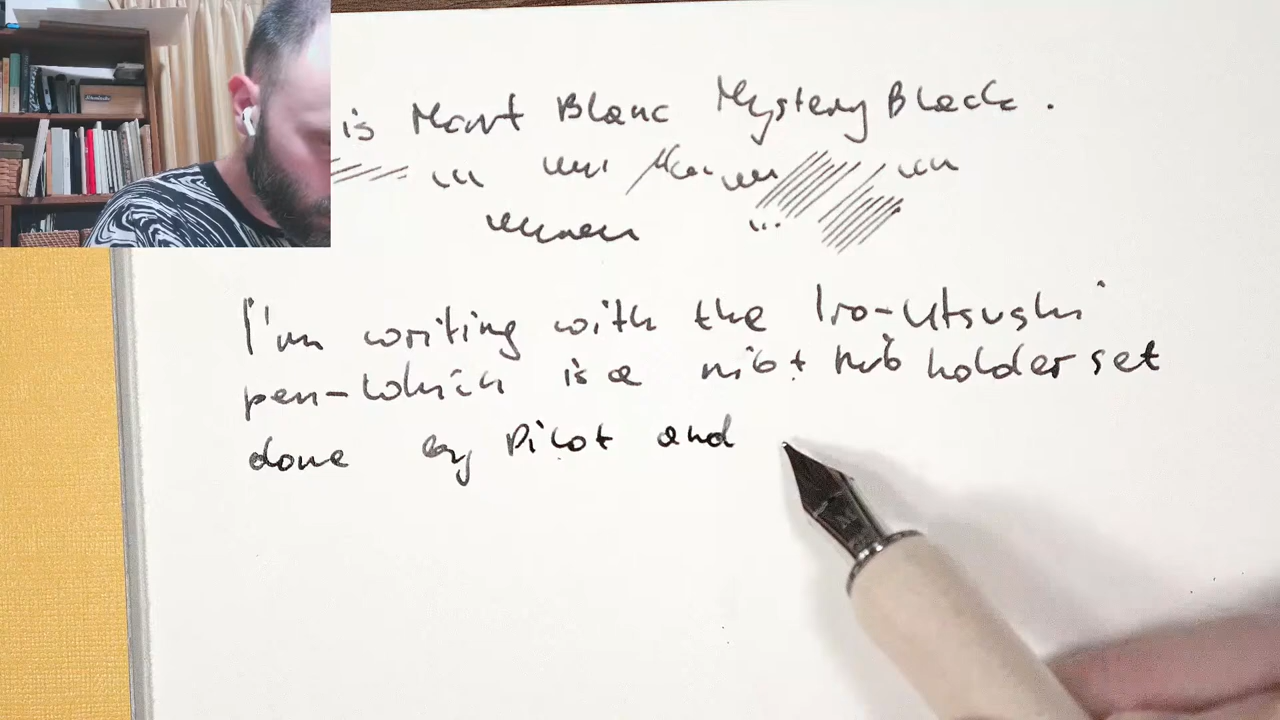 is Mont Blanc Mystery Black.
I'm writing with the Iro-Utsushi
pen-which is a nib + nib holder set
done by Pilot and